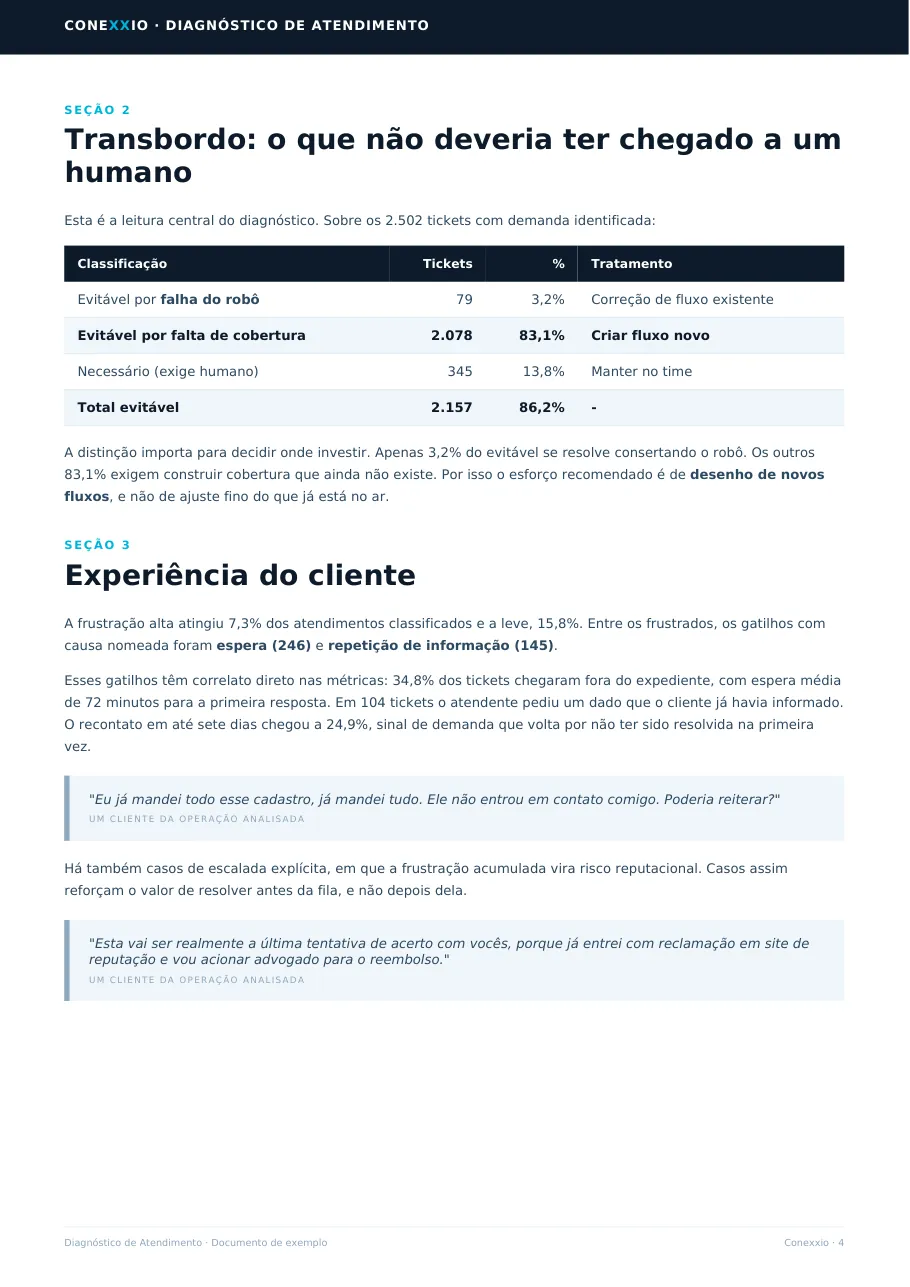 CONEXXIO · DIAGNÓSTICO DE ATENDIMENTO
SEÇÃO 2
Transbordo: o que não deveria ter chegado a um
humano
Esta é a leitura central do diagnóstico. Sobre os 2.502 tickets com demanda identificada:
Classificação Tickets % Tratamento
Evitável por falha do robô 79 3,2% Correção de fluxo existente
Evitável por falta de cobertura 2.078 83,1% Criar fluxo novo
Necessário (exige humano) 345 13,8% Manter no time
Total evitável 2.157 86,2% -
A distinção importa para decidir onde investir. Apenas 3,2% do evitável se resolve consertando o robô. Os outros
83,1% exigem construir cobertura que ainda não existe. Por isso o esforço recomendado é de desenho de novos
fluxos, e não de ajuste fino do que já está no ar.
SEÇÃO 3
Experiência do cliente
A frustração alta atingiu 7,3% dos atendimentos classificados e a leve, 15,8%. Entre os frustrados, os gatilhos com
causa nomeada foram espera (246) e repetição de informação (145).
Esses gatilhos têm correlato direto nas métricas: 34,8% dos tickets chegaram fora do expediente, com espera média
de 72 minutos para a primeira resposta. Em 104 tickets o atendente pediu um dado que o cliente já havia informado.
O recontato em até sete dias chegou a 24,9%, sinal de demanda que volta por não ter sido resolvida na primeira
vez.
"Eu já mandei todo esse cadastro, já mandei tudo. Ele não entrou em contato comigo. Poderia reiterar?"
UM CLIENTE DA OPERAÇÃO ANALISADA
Há também casos de escalada explícita, em que a frustração acumulada vira risco reputacional. Casos assim
reforçam o valor de resolver antes da fila, e não depois dela.
"Esta vai ser realmente a última tentativa de acerto com vocês, porque já entrei com reclamação em site de
reputação e vou acionar advogado para o reembolso."
UM CLIENTE DA OPERAÇÃO ANALISADA
Diagnóstico de Atendimento · Documento de exemplo
Conexxio · 4